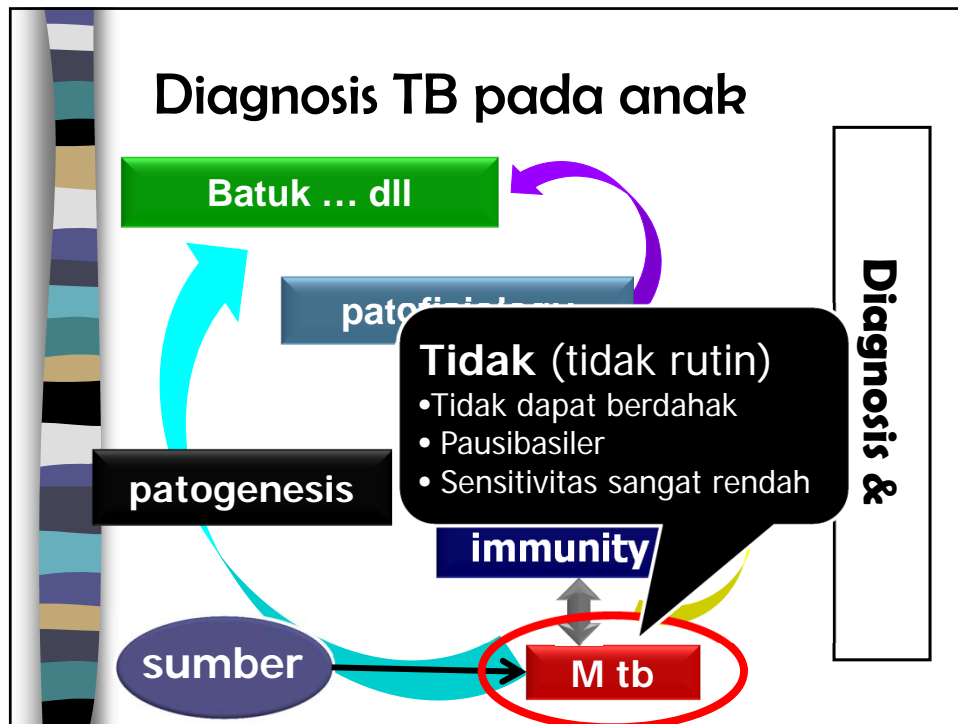 Diagnosis TB pada anak
Batuk … dll
Tidak (tidak rutin)
•Tidak dapat berdahak
• Pausibasiler
• Sensitivitas sangat rendah
patogenesis
immunity
sumber
M tb
Diagnosis &